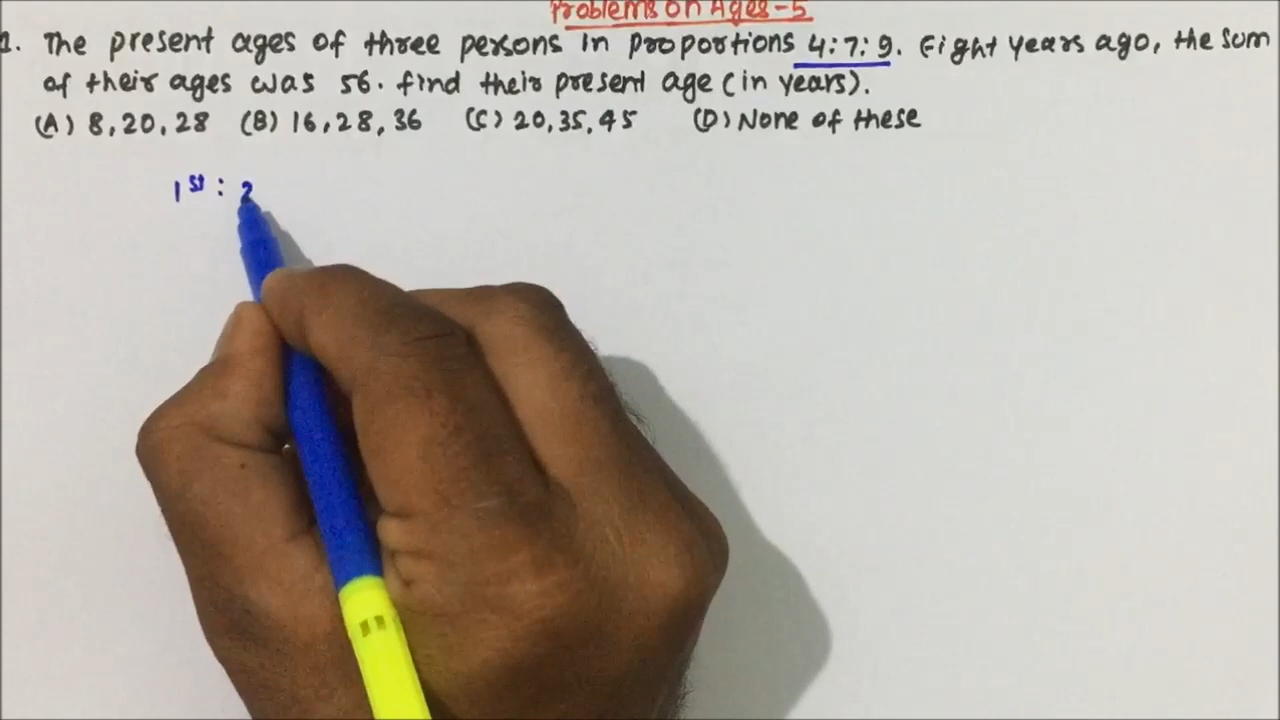 Problems on Ages-5
1. The present ages of three persons in proportions 4:7:9. Eight years ago, the sum
of their ages was 56. find their present age (in years).
(A) 8,20,28 (B) 16,28,36 (C) 20,35,45 (D) None of these
1st : 2